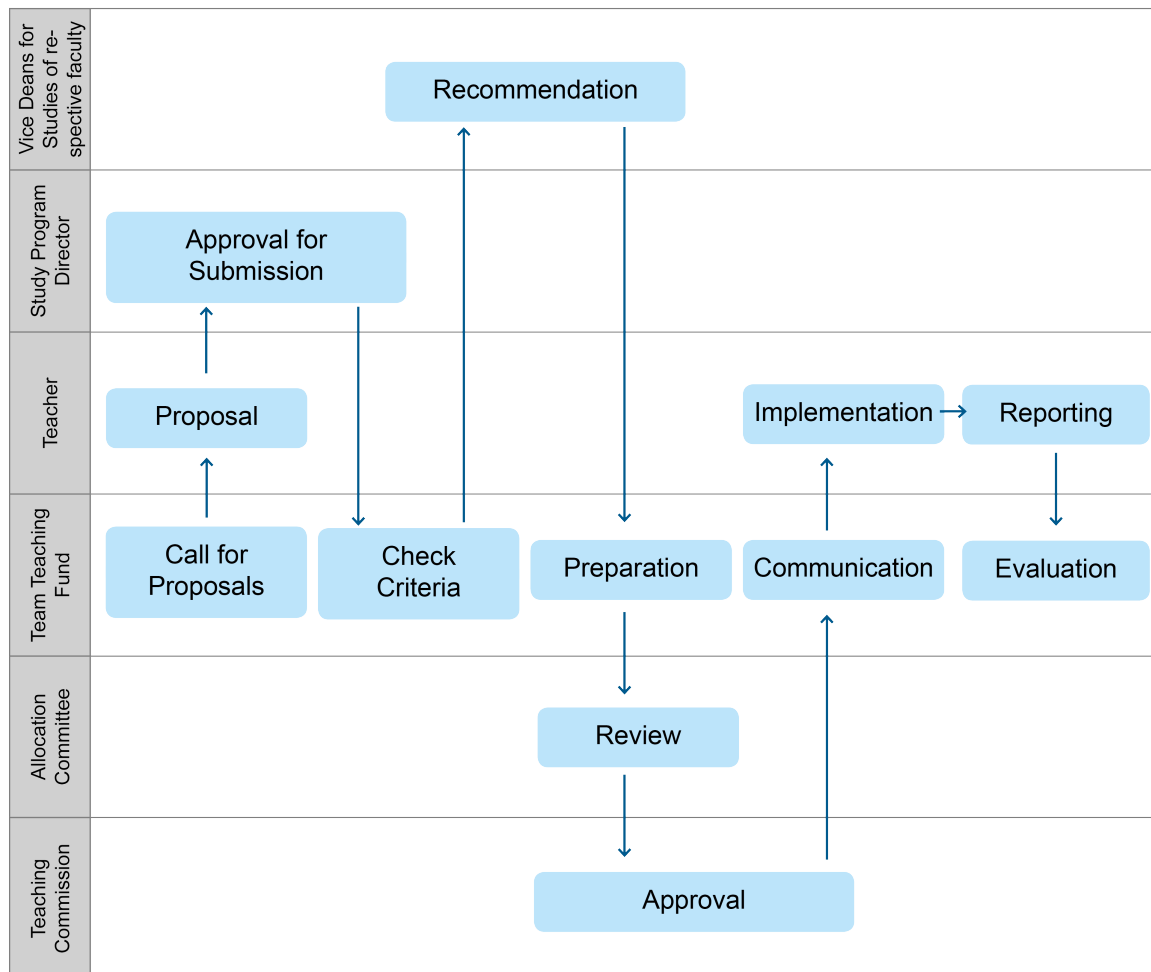 Vice Deans for
Studies of re-
spective faculty
Recommendation
Study Program
Director
Approval for
Submission
Teacher
Proposal
Implementation
Reporting
Team Teaching
Fund
Call for
Proposals
Check
Criteria
Preparation
Communication
Evaluation
Allocation
Committee
Review
Teaching
Commission
Approval